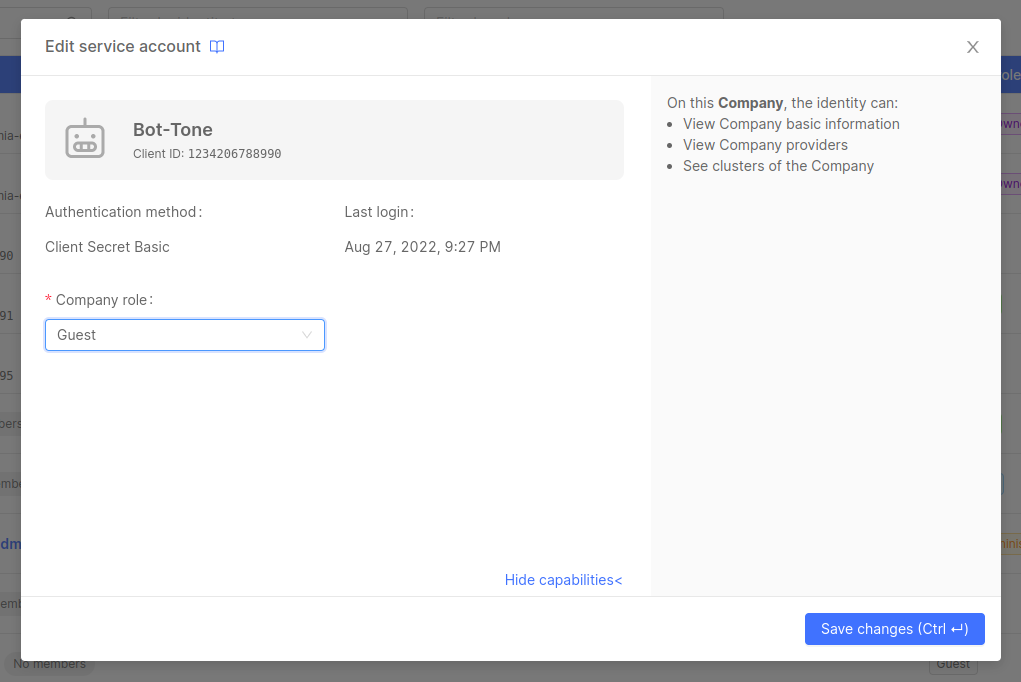 Edit service account
Bot-Tone
Client ID: 1234206788990
Authentication method:
Last login:
Client Secret Basic
Aug 27, 2022, 9:27 PM
* Company role:
Guest
Hide capabilities<
On this Company, the identity can:
View Company basic information
View Company providers
See clusters of the Company
Save changes (Ctrl ↵)
No members
Guest